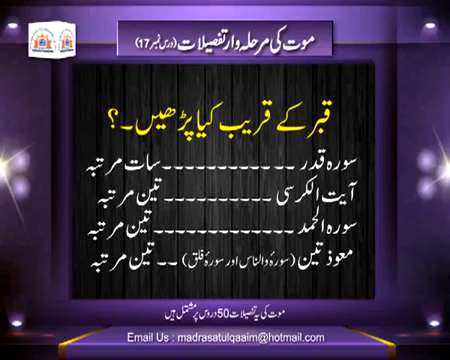 موت کی مرحلہ وار تفصیلات (درس نمبر 17)
قبر کے قریب کیا پڑھیں۔؟
سورہ قدر ۔۔۔۔۔۔۔۔۔۔۔ سات مرتبہ
آیت الکرسی ۔۔۔۔۔۔۔۔۔۔ تین مرتبہ
سورہ الحمد ۔۔۔۔۔۔۔۔۔۔۔۔۔ تین مرتبہ
معوذتین (سورۂ والناس اور سورۂ فلق) ۔۔ تین مرتبہ
موت کی یہ تفصیلات 50 دروس پر مشتمل ہیں
Email Us : madrasatulqaaim@hotmail.com